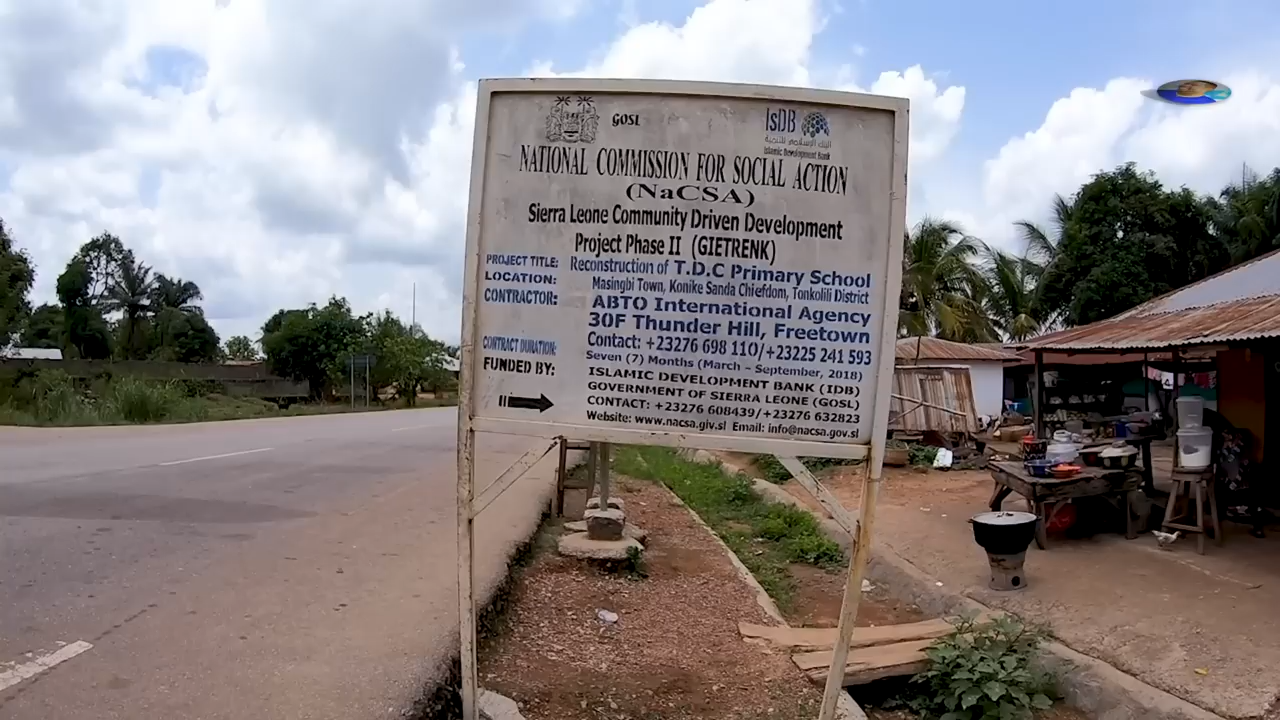 GOSL
IsDB
البنك الإسلامي للتنمية
Islamic Development Bank
NATIONAL COMMISSION FOR SOCIAL ACTION
(NaCSA)
Sierra Leone Community Driven Development
Project Phase II (GIETRENK)
PROJECT TITLE: Reconstruction of T.D.C Primary School
LOCATION: Masingbi Town, Konike Sanda Chiefdom, Tonkolili District
CONTRACTOR: ABTO International Agency
30F Thunder Hill, Freetown
Contact: +23276 698 110/+23225 241 593
CONTRACT DURATION: Seven (7) Months (March – September, 2018)
FUNDED BY: ISLAMIC DEVELOPMENT BANK (IDB)
GOVERNMENT OF SIERRA LEONE (GOSL)
CONTACT: +23276 608439/+23276 632823
Website: www.nacsa.giv.sl Email: info@nacsa.gov.sl